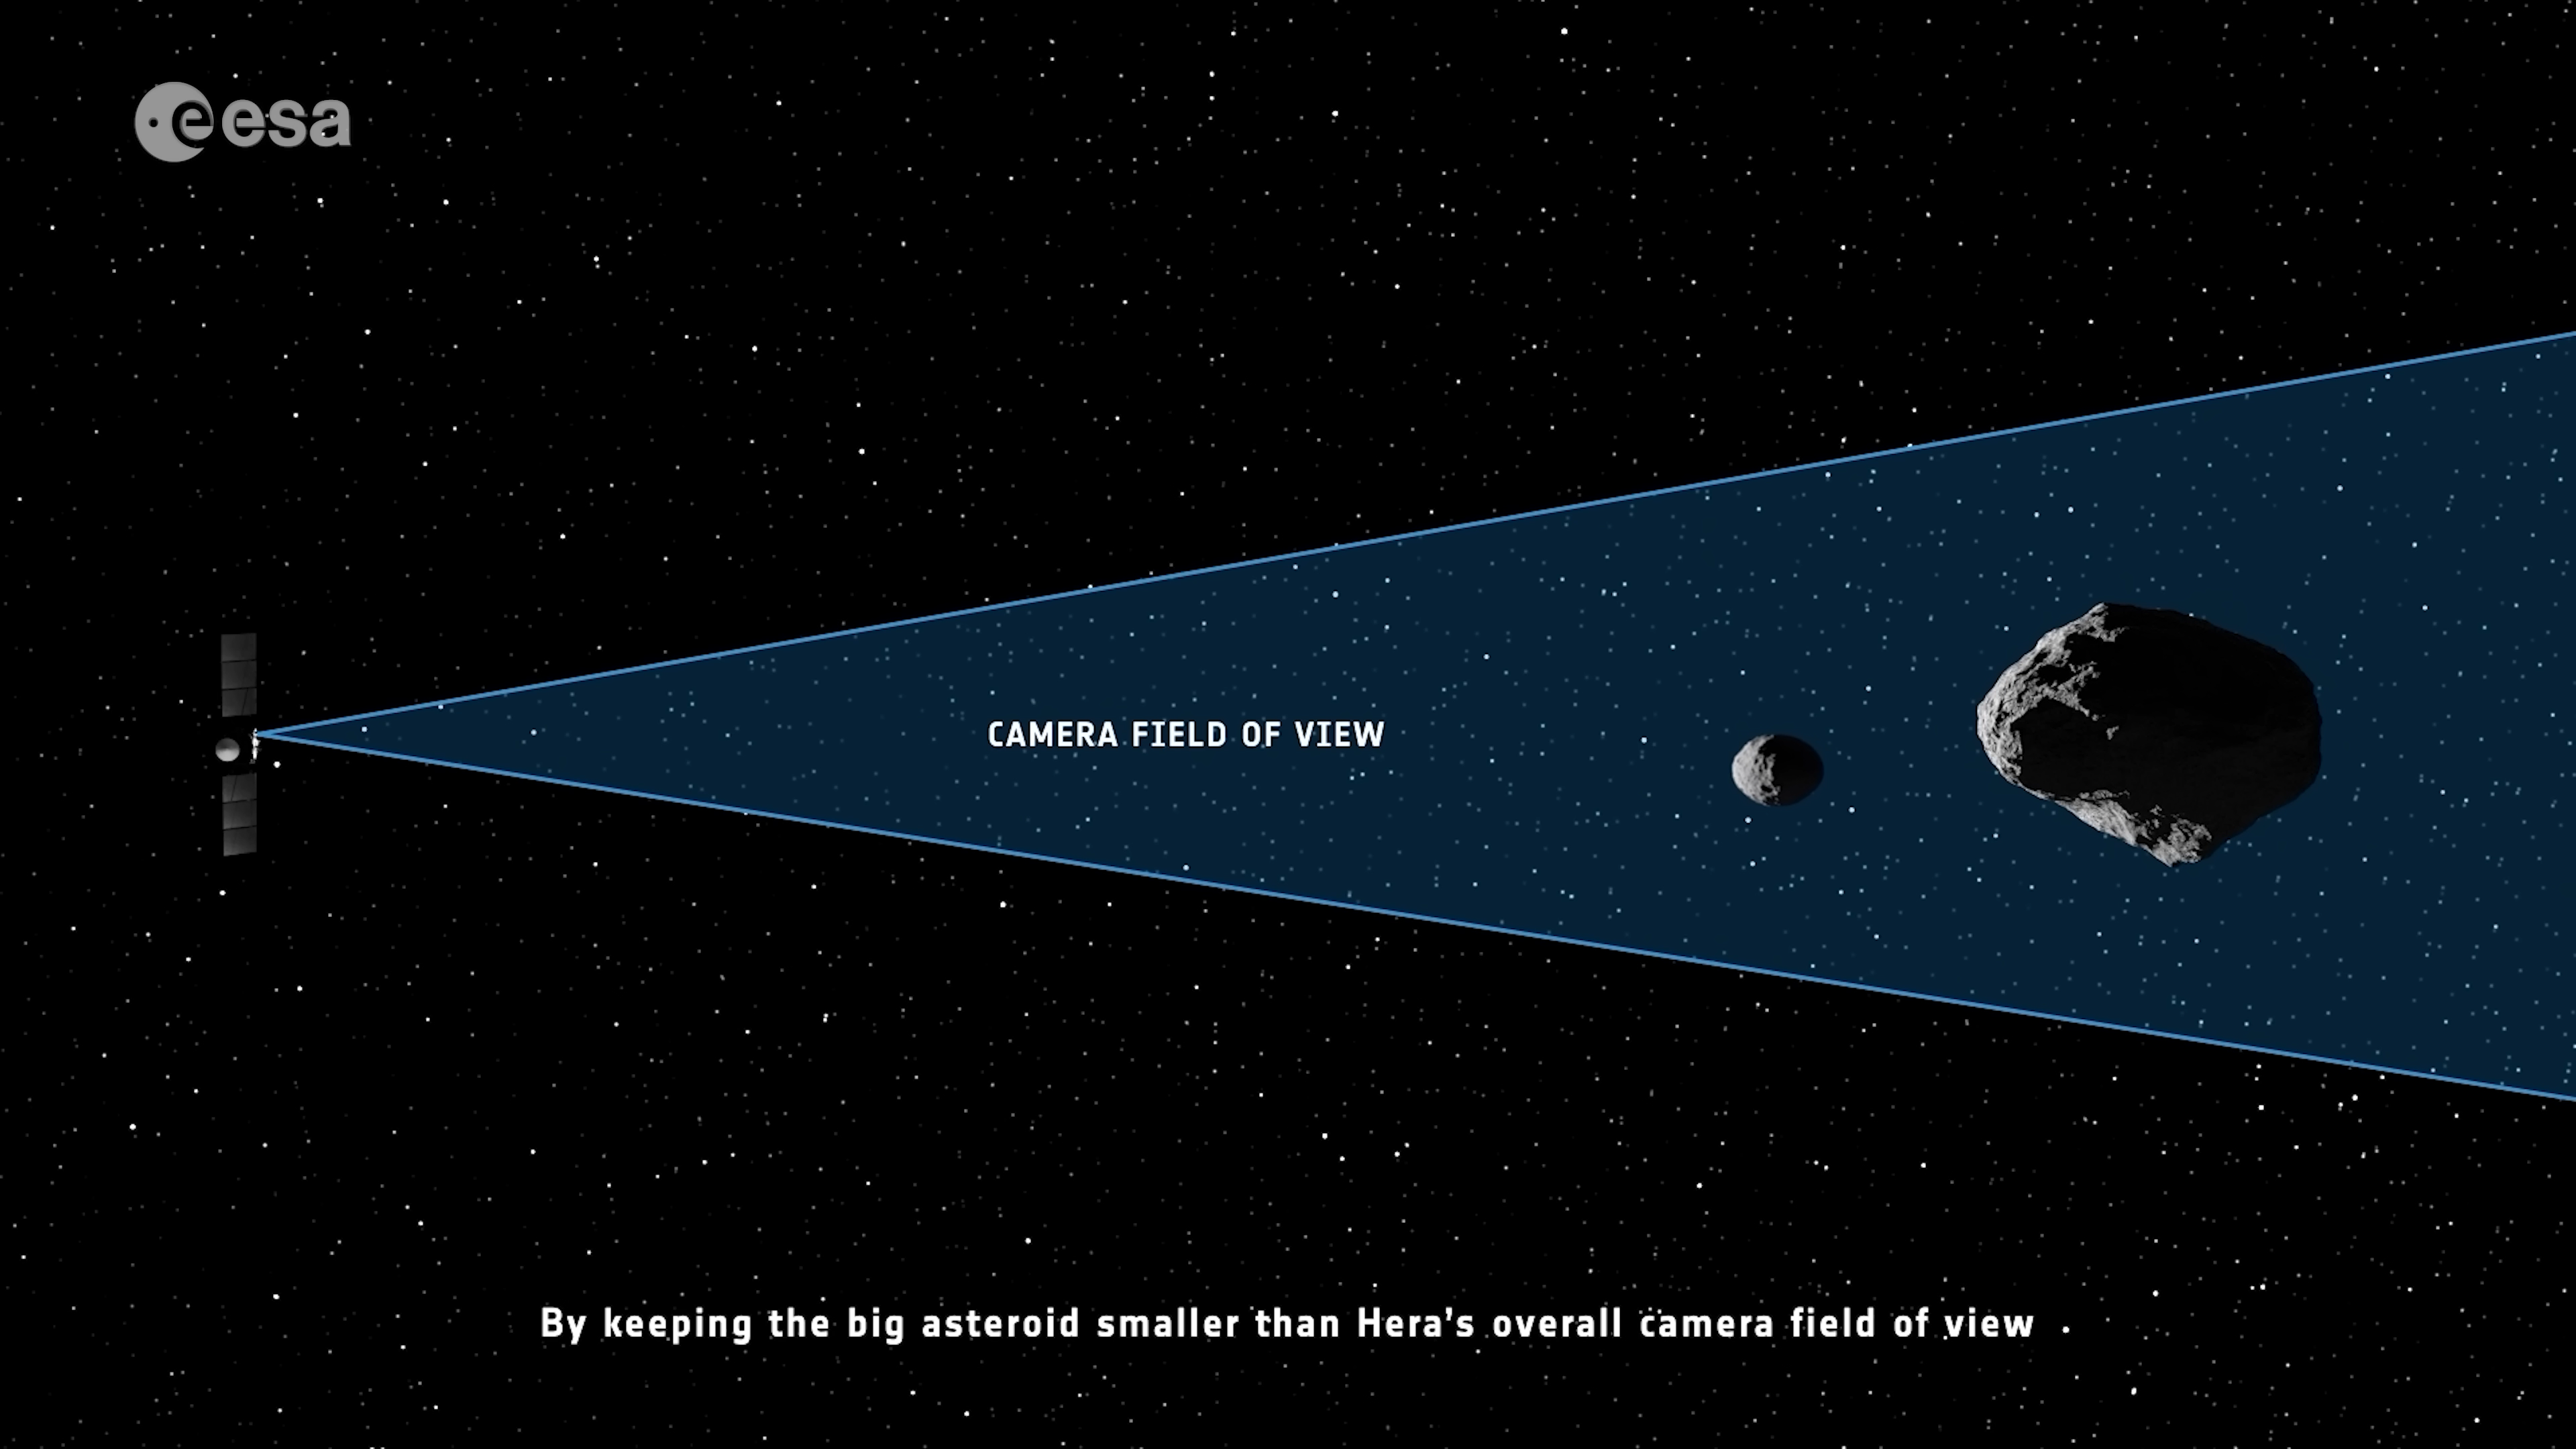 esa
CAMERA FIELD OF VIEW
By keeping the big asteroid smaller than Hera's overall camera field of view